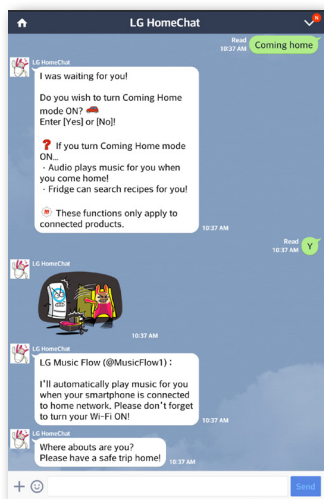 LG HomeChat
N
Read
10:37 AM
Coming home
LG HomeChat
I was waiting for you!
Do you wish to turn Coming Home
mode ON?
Enter [Yes] or [No]!
? If you turn Coming Home mode
ON...
- Audio plays music for you when
you come home!
- Fridge can search recipes for you!
These functions only apply to
connected products.
10:37 AM
Read
10:37 AM
Y
LG HomeChat
10:37 AM
LG HomeChat
LG Music Flow (@MusicFlow1) :
I'll automatically play music for you
when your smartphone is connected
to home network. Please don't forget
to turn your Wi-Fi ON!
10:37 AM
LG HomeChat
Where abouts are you?
Please have a safe trip home!
10:37 AM
Send